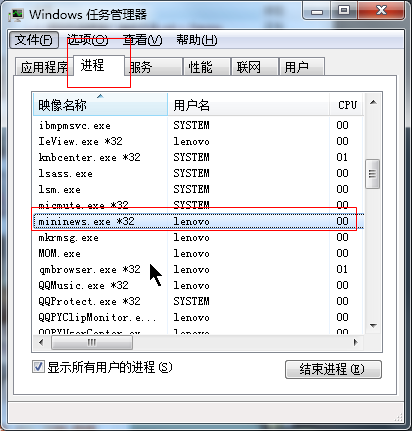 Windows 任务管理器
文件(F) 选项(O) 查看(V) 帮助(H)
应用程序 进程 服务 性能 联网 用户
映像名称 用户名 CPU
ibmpmsvc.exe SYSTEM 00
IeView.exe *32 lenovo 00
knbcenter.exe *32 SYSTEM 01
lsass.exe SYSTEM 00
lsm.exe SYSTEM 00
micmute.exe *32 SYSTEM 00
mininews.exe *32 lenovo 00
mkrmsg.exe lenovo 00
MOM.exe lenovo 00
qmbrowser.exe *32 lenovo 01
QQMusic.exe *32 lenovo 00
QQProtect.exe *32 SYSTEM 00
QQPYClipMonitor.e... lenovo 00
QQPYUserCenter.ex... lenovo 00
显示所有用户的进程(S) 结束进程(E)